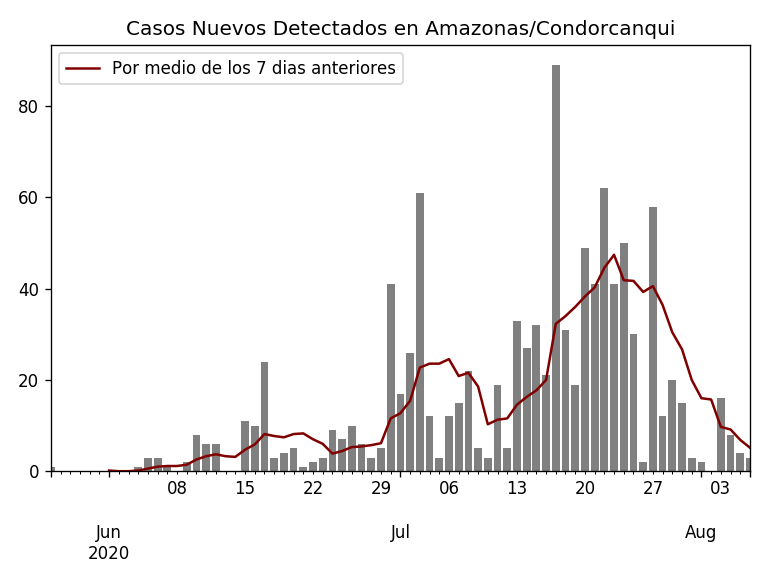 Casos Nuevos Detectados en Amazonas/Condorcanqui
Por medio de los 7 dias anteriores
80
60
40
20
0
08 15 22 29 06 13 20 27 03
Jun Jul Aug
2020